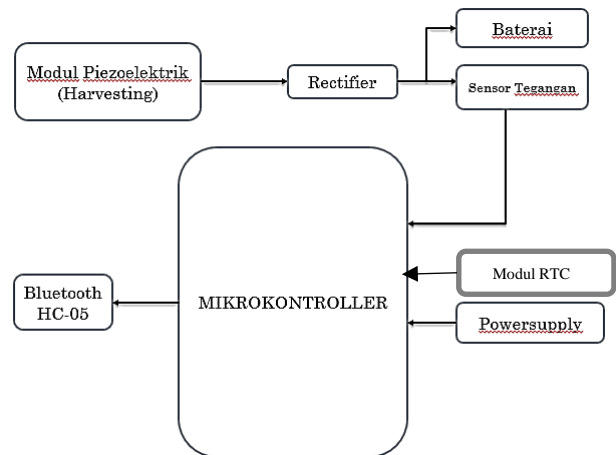 Baterai
Modul Piezoelektrik
(Harvesting)
Rectifier
Sensor Tegangan
MIKROKONTROLLER
Modul RTC
Bluetooth
HC-05
Powersupply